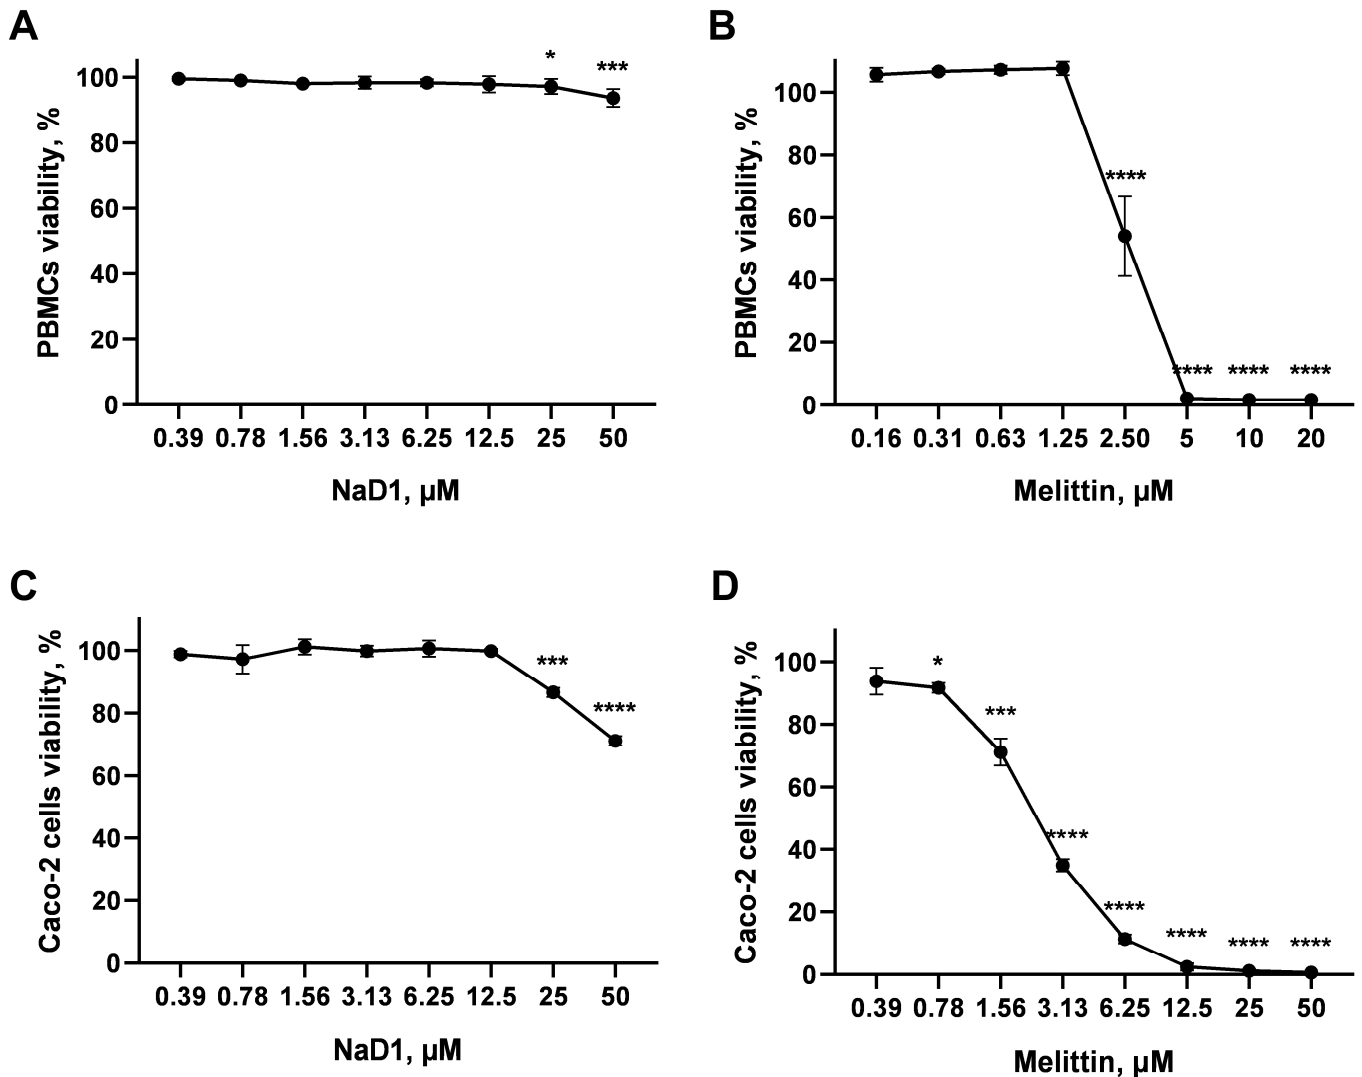 A
PBMCs viability, %
100
80
60
40
20
0
* ***
0.39 0.78 1.56 3.13 6.25 12.5 25 50
NaD1, µM
B
PBMCs viability, %
100
80
60
40
20
0
****
**** **** ****
0.16 0.31 0.63 1.25 2.50 5 10 20
Melittin, µM
C
Caco-2 cells viability, %
100
80
60
40
20
0
***
****
0.39 0.78 1.56 3.13 6.25 12.5 25 50
NaD1, µM
D
Caco-2 cells viability, %
100
80
60
40
20
0
*
***
****
****
****
**** ****
0.39 0.78 1.56 3.13 6.25 12.5 25 50
Melittin, µM